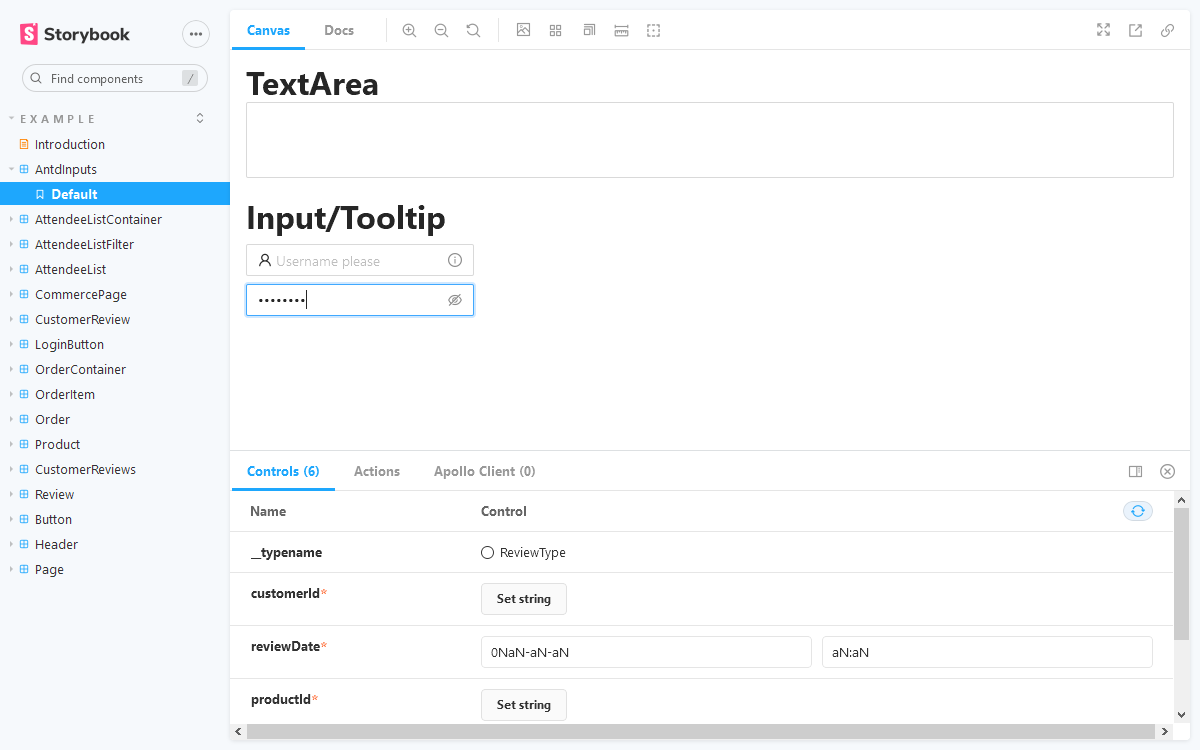 Storybook
Find components
/
EXAMPLE
Introduction
AntdInputs
Default
AttendeeListContainer
AttendeeListFilter
AttendeeList
CommercePage
CustomerReview
LoginButton
OrderContainer
OrderItem
Order
Product
CustomerReviews
Review
Button
Header
Page
Canvas Docs
TextArea
Input/Tooltip
Username please
••••••••
Controls (6) Actions Apollo Client (0)
Name Control
__typename ReviewType
customerId* Set string
reviewDate* 0NaN-aN-aN aN:aN
productId* Set string